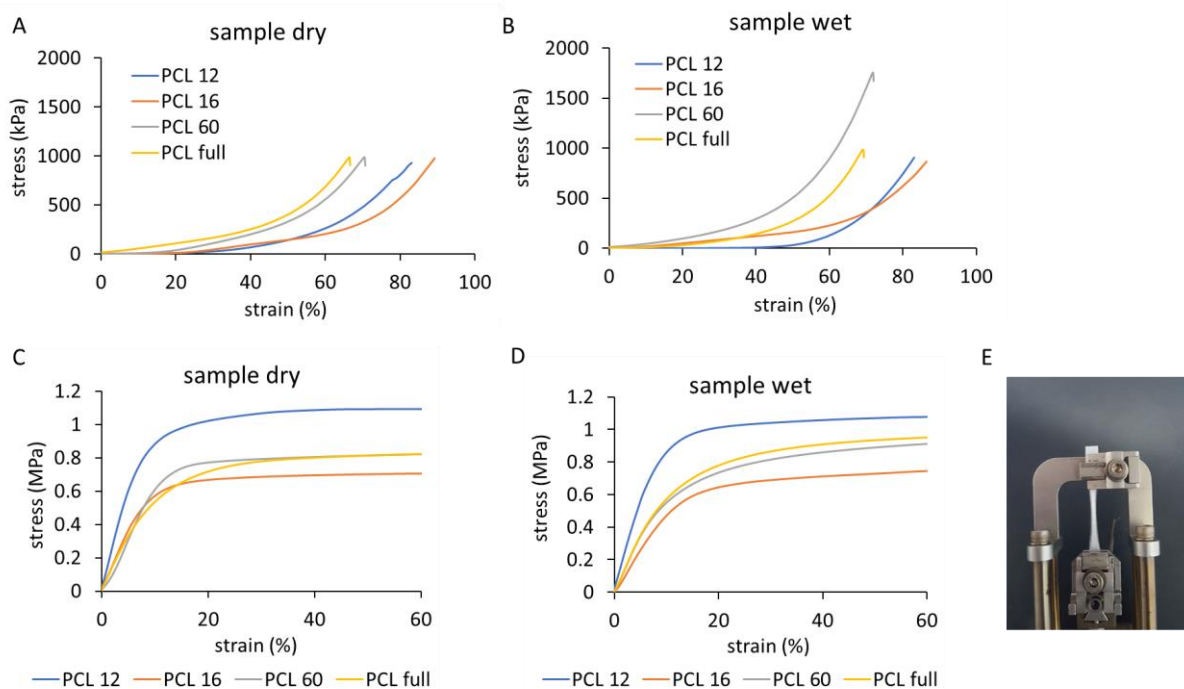 A
sample dry
2000
1500
1000
500
0
stress (kPa)
PCL 12
PCL 16
PCL 60
PCL full
0 20 40 60 80 100
strain (%)
B
sample wet
2000
1500
1000
500
0
stress (kPa)
PCL 12
PCL 16
PCL 60
PCL full
0 20 40 60 80 100
strain (%)
C
sample dry
1.2
1
0.8
0.6
0.4
0.2
0
stress (MPa)
0 20 40 60
strain (%)
PCL 12 PCL 16 PCL 60 PCL full
D
sample wet
1.2
1
0.8
0.6
0.4
0.2
0
stress (MPa)
0 20 40 60
strain (%)
PCL 12 PCL 16 PCL 60 PCL full
E